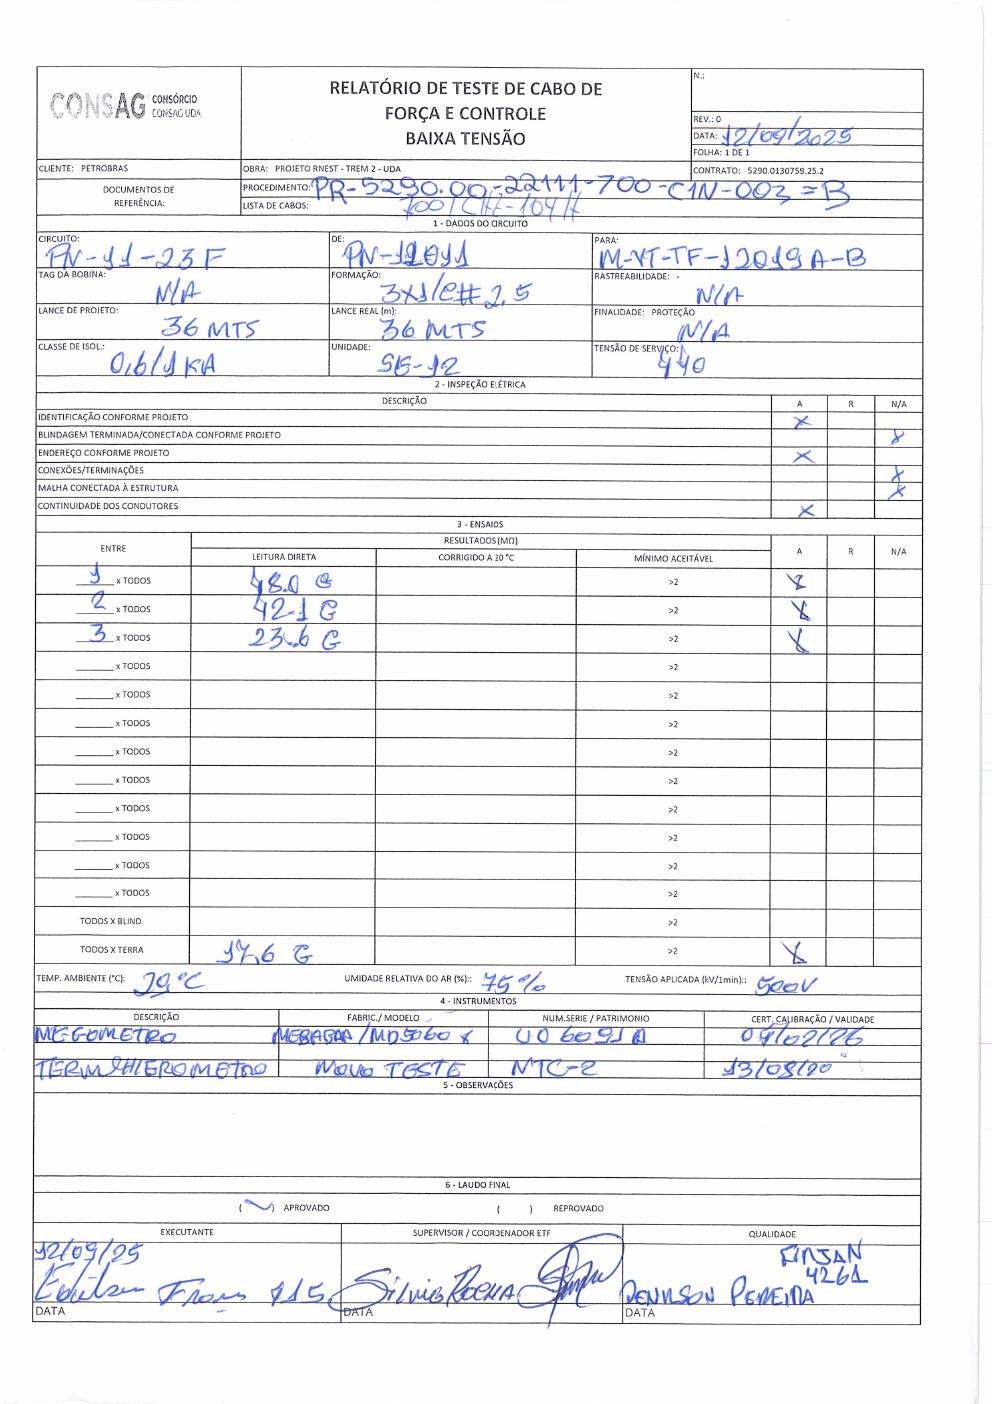 CONSAG CONSÓRCIO
CONSAG UDA
RELATÓRIO DE TESTE DE CABO DE
FORÇA E CONTROLE
BAIXA TENSÃO
N.:
REV.: 0
DATA: 12/09/2025
FOLHA: 1 DE 1
CLIENTE: PETROBRAS
OBRA: PROJETO RNEST - TREM 2 - UDA
CONTRATO: 5290.0130759.25.2
DOCUMENTOS DE
REFERÊNCIA:
PROCEDIMENTO: PR-5290.00-22111-700-C1N-003=B
LISTA DE CABOS:
1 - DADOS DO CIRCUITO
CIRCUITO: PN-11-23F
DE: PN-12011
PARA: M-VT-TF-12019A-B
TAG DA BOBINA: N/A
FORMAÇÃO: 3X1/C# 2,5
RASTREABILIDADE: - N/A
LANCE DE PROJETO: 36 MTS
LANCE REAL (m): 36 MTS
FINALIDADE: PROTEÇÃO N/A
CLASSE DE ISOL.: 0,6/1 KA
UNIDADE: SE-12
TENSÃO DE SERVIÇO: 440
2 - INSPEÇÃO ELÉTRICA
DESCRIÇÃO A R N/A
IDENTIFICAÇÃO CONFORME PROJETO X
BLINDAGEM TERMINADA/CONECTADA CONFORME PROJETO X
ENDEREÇO CONFORME PROJETO X
CONEXÕES/TERMINAÇÕES X
MALHA CONECTADA À ESTRUTURA X
CONTINUIDADE DOS CONDUTORES X
3 - ENSAIOS
ENTRE RESULTADOS (MΩ) A R N/A
LEITURA DIRETA CORRIGIDO A 20 °C MÍNIMO ACEITÁVEL
1 x TODOS 48.0 G >2 X
2 x TODOS 42.1 G >2 X
3 x TODOS 23.6 G >2 X
x TODOS >2
x TODOS >2
x TODOS >2
x TODOS >2
x TODOS >2
x TODOS >2
x TODOS >2
x TODOS >2
x TODOS >2
TODOS X BLIND. >2
TODOS X TERRA 17,6 G >2 X
TEMP. AMBIENTE (°C): 29°C UMIDADE RELATIVA DO AR (%):: 75% TENSÃO APLICADA (kV/1min):: 500V
4 - INSTRUMENTOS
DESCRIÇÃO FABRIC./ MODELO NUM.SERIE / PATRIMONIO CERT. CALIBRAÇÃO / VALIDADE
MEGOMETRO MEGABRAS/MD5060X UO 6091 A 04/02/26
NOVO TESTE NTC-2
5 - OBSERVAÇÕES
6 - LAUDO FINAL
( ) APROVADO ( ) REPROVADO
EXECUTANTE SUPERVISOR / COORDENADOR ETF QUALIDADE
12/09/25
FIRJAN
4261
115
Silvio ROCHA
DENILSON PEREIRA
DATA DATA DATA